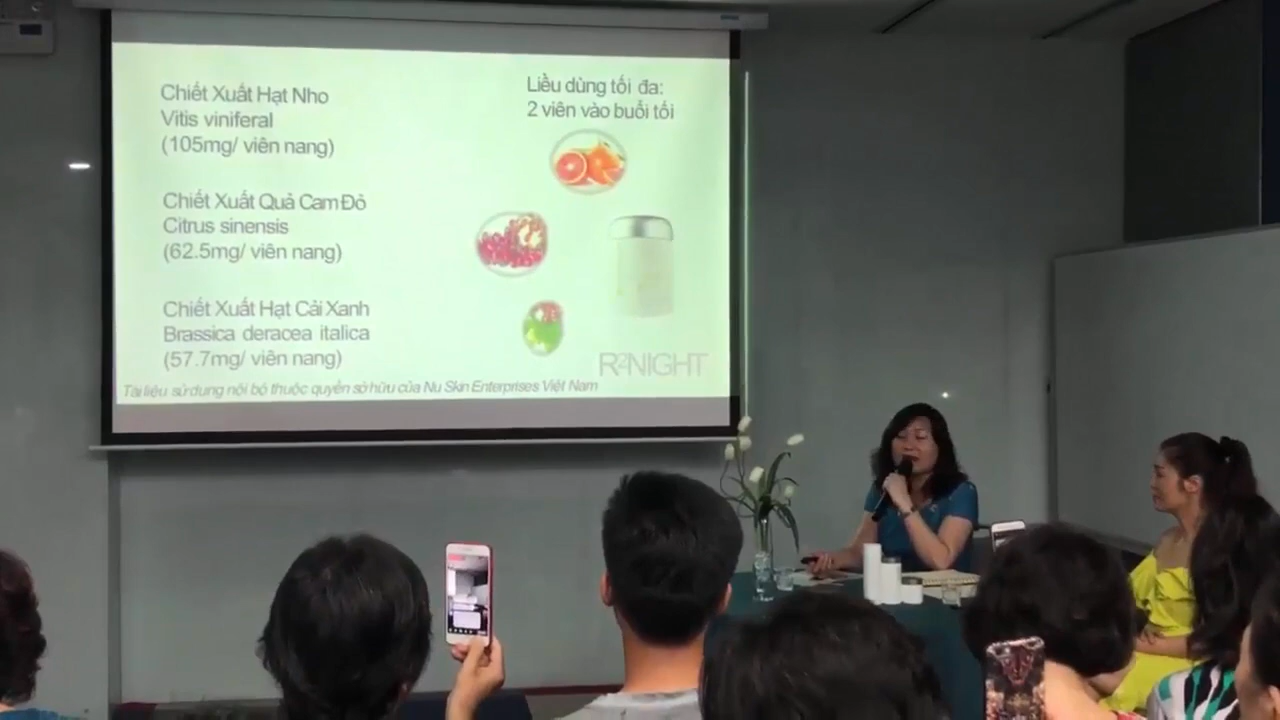 Chiết Xuất Hạt Nho
Vitis viniferal
(105mg/ viên nang)
Chiết Xuất Quả Cam Đỏ
Citrus sinensis
(62.5mg/ viên nang)
Chiết Xuất Hạt Cải Xanh
Brassica deracea italica
(57.7mg/ viên nang)
Liều dùng tối đa:
2 viên vào buổi tối
R²NIGHT
Tài liệu sử dụng nội bộ thuộc quyền sở hữu của Nu Skin Enterprises Việt Nam